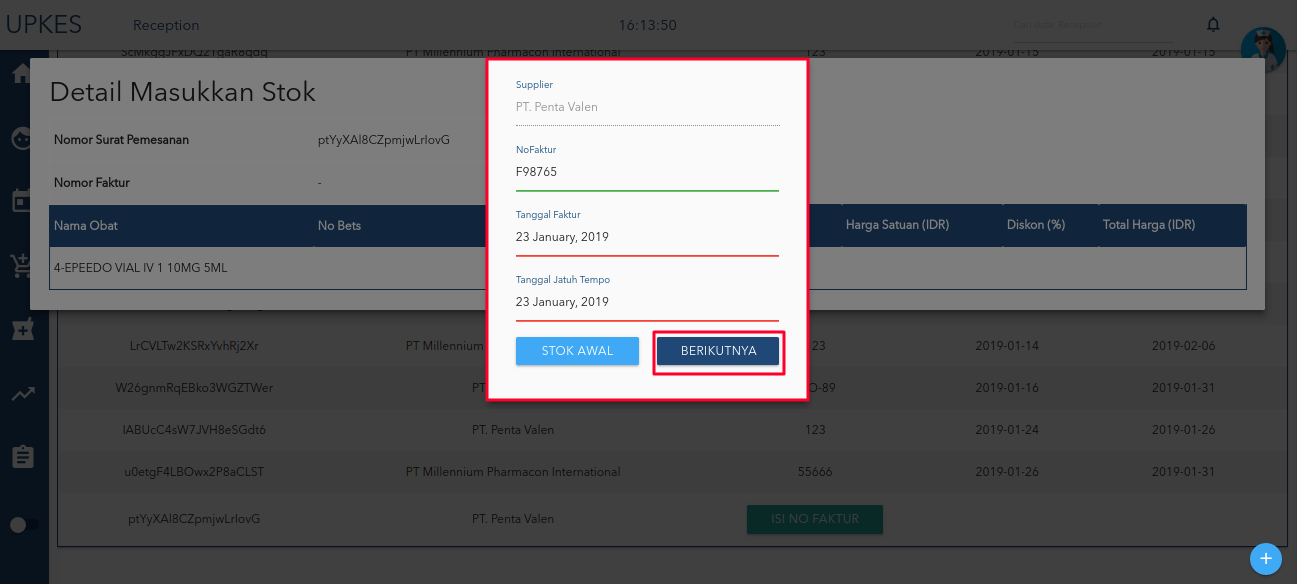 UPKES Reception 16:13:50 Cari data Reception
PT Millennium Pharmacon International 123 2019-01-15 2019-01-15
Detail Masukkan Stok
Nomor Surat Pemesanan ptYyXAl8CZpmjwLrIovG
Nomor Faktur -
Nama Obat No Bets Harga Satuan (IDR) Diskon (%) Total Harga (IDR)
4-EPEEDO VIAL IV 1 10MG 5ML
Supplier
PT. Penta Valen
NoFaktur
F98765
Tanggal Faktur
23 January, 2019
Tanggal Jatuh Tempo
23 January, 2019
STOK AWAL BERIKUTNYA
LrCVLTw2KSRxYvhRj2Xr PT Millennium 23 2019-01-14 2019-02-06
W26gnmRqEBko3WGZTWer PT O-89 2019-01-16 2019-01-31
IABUcC4sW7JVH8eSGdt6 PT. Penta Valen 123 2019-01-24 2019-01-26
u0etgF4LBOwx2P8aCLST PT Millennium Pharmacon International 55666 2019-01-26 2019-01-31
ptYyXAl8CZpmjwLrIovG PT. Penta Valen ISI NO FAKTUR